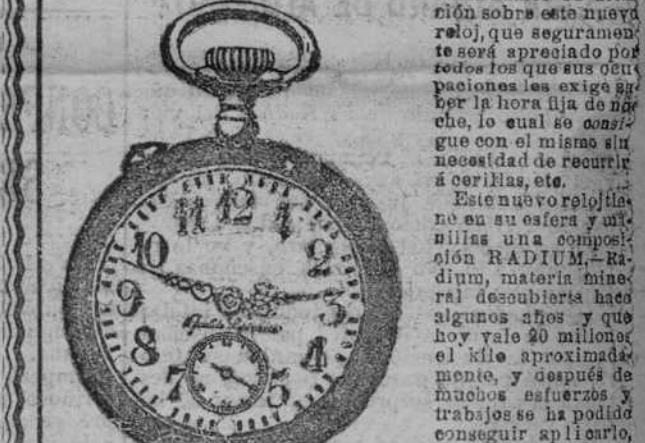 ción sobre este nuevo
reloj, que seguramen-
te será apreciado por
todos los que sus ocu-
paciones les exige sa-
ber la hora fija de no-
che, lo cual se consi-
gue con el mismo sin
necesidad de recurrir
á cerillas, etc.
Este nuevo reloj tie-
ne en su esfera y ma-
nillas una composi-
ción RADIUM.—Ra-
dium, materia mine-
ral descubierta hace
algunos años y que
hoy vale 20 millones
el kilo aproximada-
mente, y después de
muchos esfuerzos y
trabajos se ha podido
conseguir aplicarlo,
11 12 1
10 2
9 3
8 4
7 5